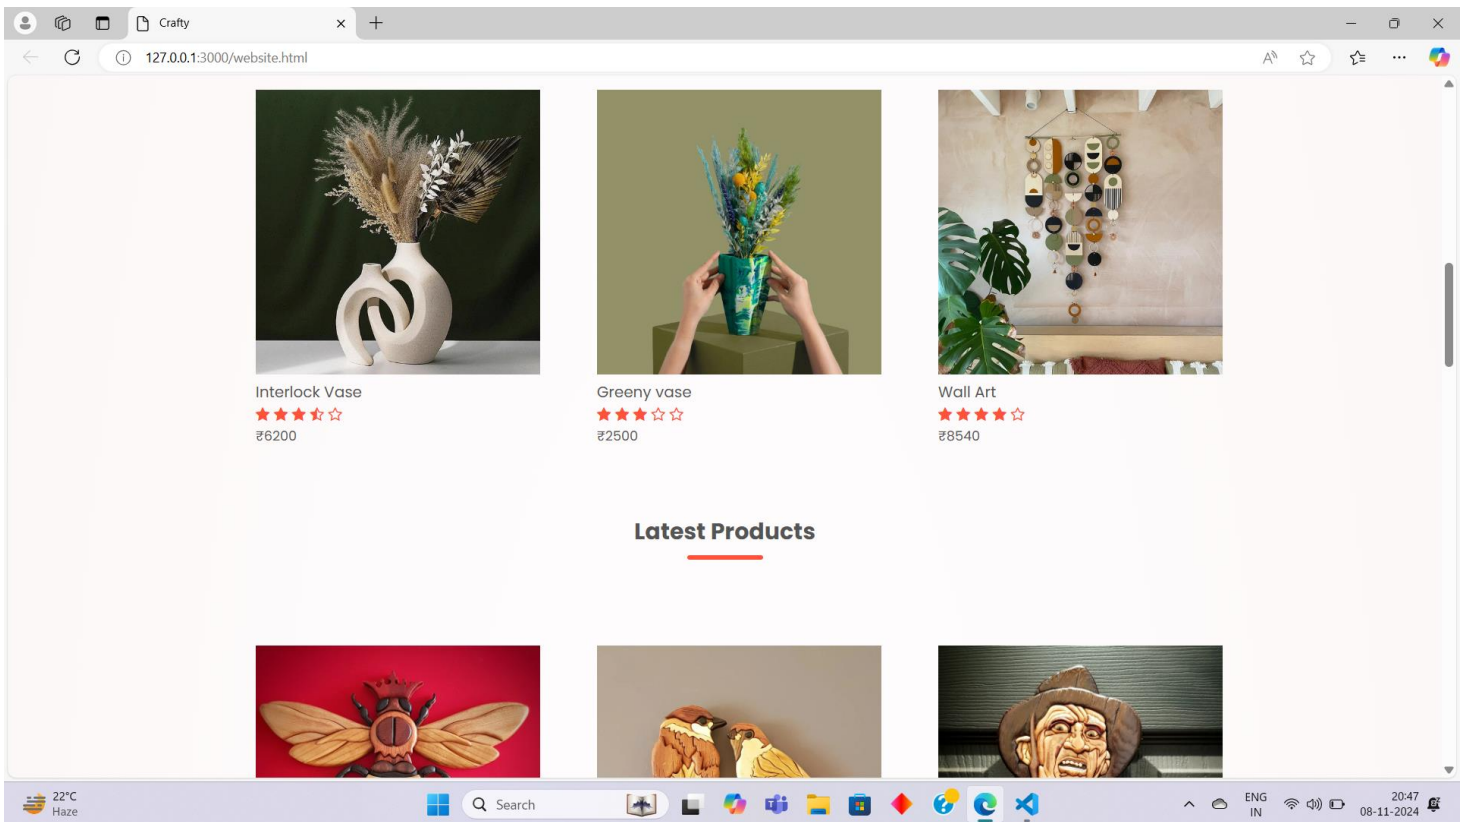 Crafty
127.0.0.1:3000/website.html
Interlock Vase
Greeny vase
Wall Art
₹6200
₹2500
₹8540
Latest Products
22°C
Haze
Search
ENG
IN
20:47
08-11-2024